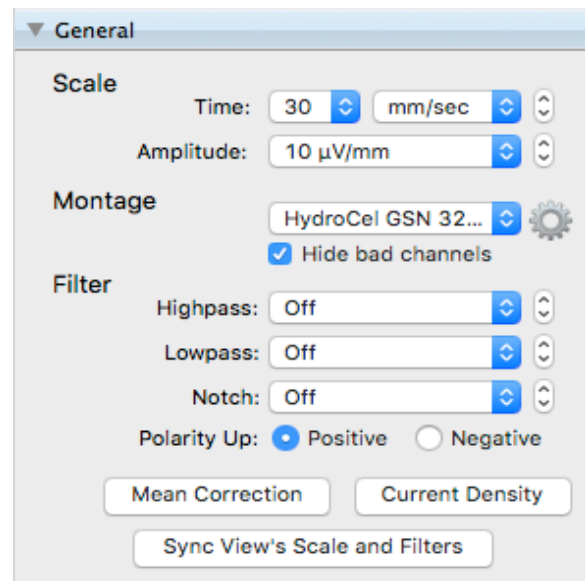 General
Scale
Time: 30 mm/sec
Amplitude: 10 µV/mm
Montage
HydroCel GSN 32...
Hide bad channels
Filter
Highpass: Off
Lowpass: Off
Notch: Off
Polarity Up: Positive Negative
Mean Correction Current Density
Sync View's Scale and Filters